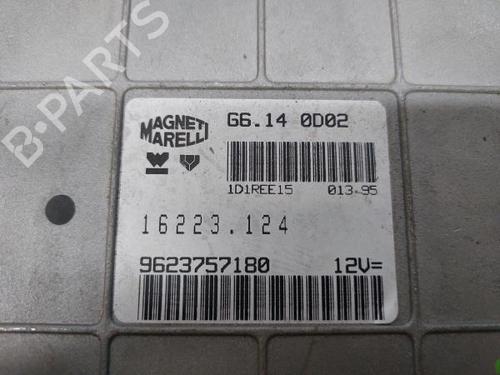 MAGNETI
MARELLI
G6.14 0D02
1D1REE15 013-95
16223.124
9623757180 12V=
B-PARTS